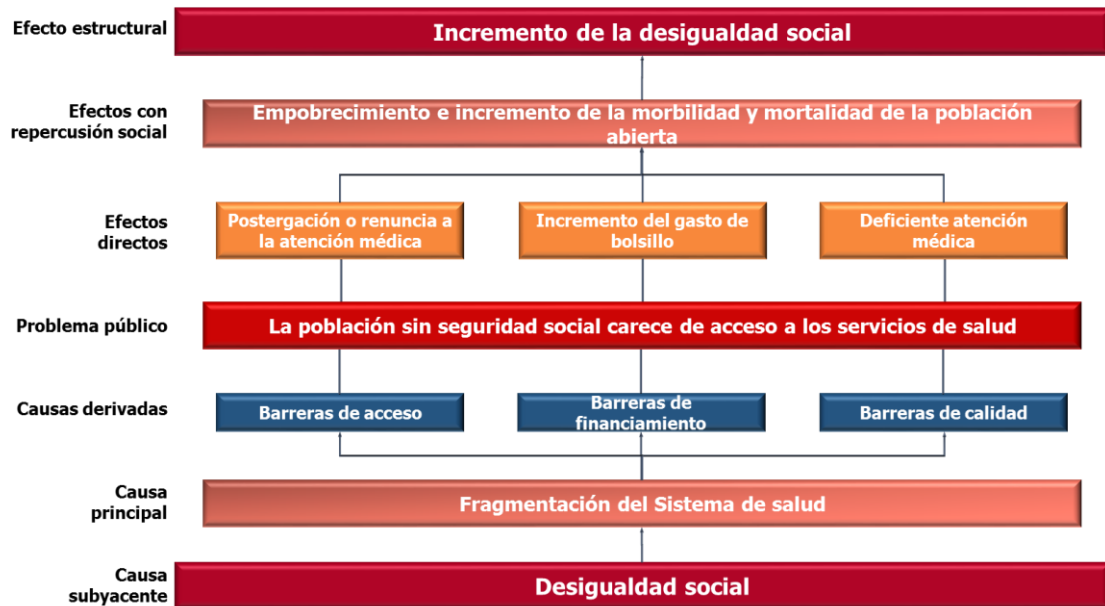 Efecto estructural
Incremento de la desigualdad social
Efectos con
repercusión social
Empobrecimiento e incremento de la morbilidad y mortalidad de la población
abierta
Efectos
directos
Postergación o renuncia a
la atención médica
Incremento del gasto de
bolsillo
Deficiente atención
médica
Problema público
La población sin seguridad social carece de acceso a los servicios de salud
Causas derivadas
Barreras de acceso
Barreras de
financiamiento
Barreras de calidad
Causa
principal
Fragmentación del Sistema de salud
Causa
subyacente
Desigualdad social